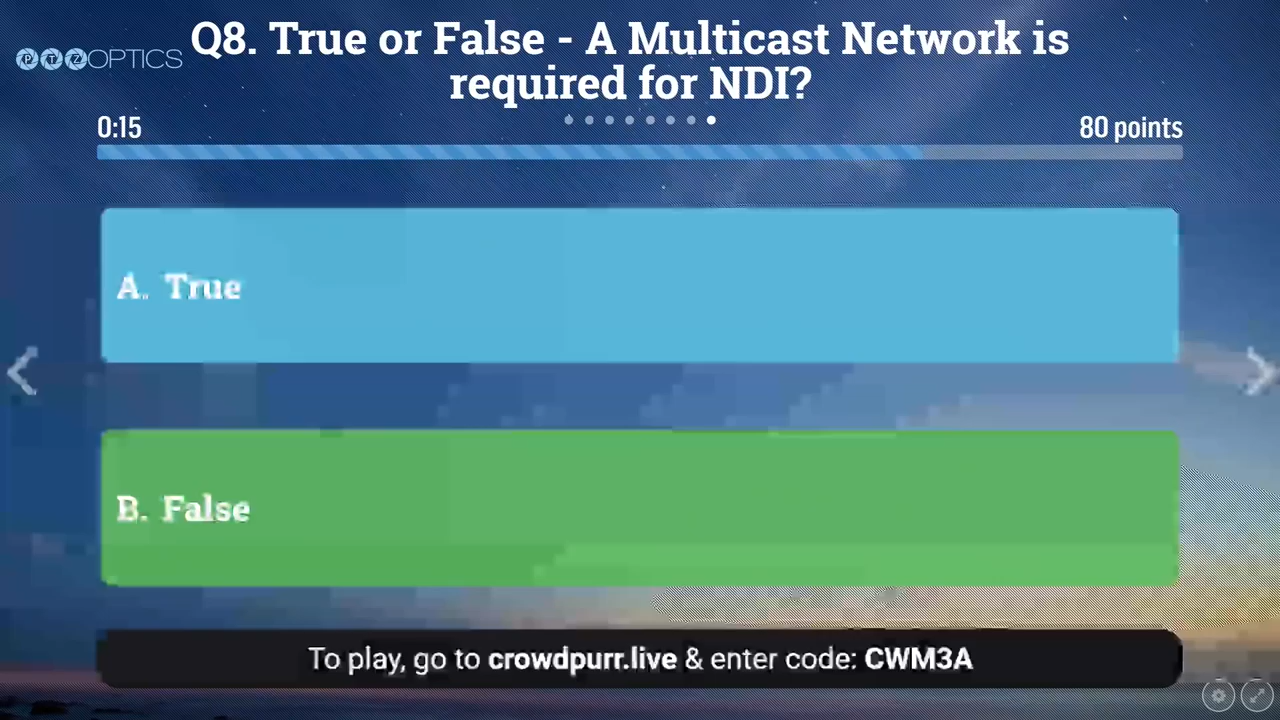 PTZOPTICS
Q8. True or False - A Multicast Network is
required for NDI?
0:15
80 points
A. True
B. False
To play, go to crowdpurr.live & enter code: CWM3A